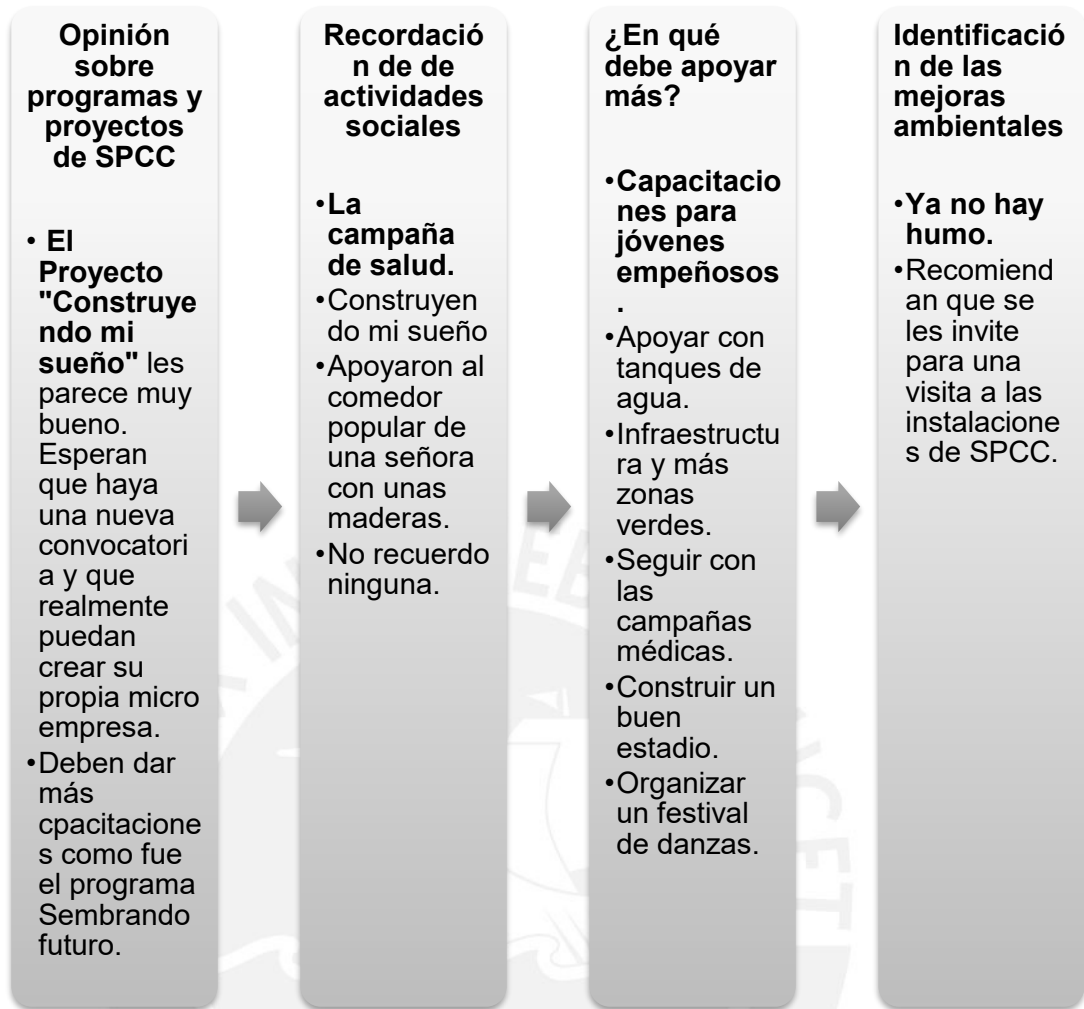 Opinión
sobre
programas y
proyectos
de SPCC
• El
Proyecto
"Construye
ndo mi
sueño" les
parece muy
bueno.
Esperan
que haya
una nueva
convocatori
a y que
realmente
puedan
crear su
propia micro
empresa.
•Deben dar
más
cpacitacione
s como fue
el programa
Sembrando
futuro.
Recordació
n de de
actividades
sociales
•La
campaña
de salud.
•Construyen
do mi sueño
•Apoyaron al
comedor
popular de
una señora
con unas
maderas.
•No recuerdo
ninguna.
¿En qué
debe apoyar
más?
•Capacitacio
nes para
jóvenes
empeñosos
.
•Apoyar con
tanques de
agua.
•Infraestructu
ra y más
zonas
verdes.
•Seguir con
las
campañas
médicas.
•Construir un
buen
estadio.
•Organizar
un festival
de danzas.
Identificació
n de las
mejoras
ambientales
•Ya no hay
humo.
•Recomiend
an que se
les invite
para una
visita a las
instalacione
s de SPCC.